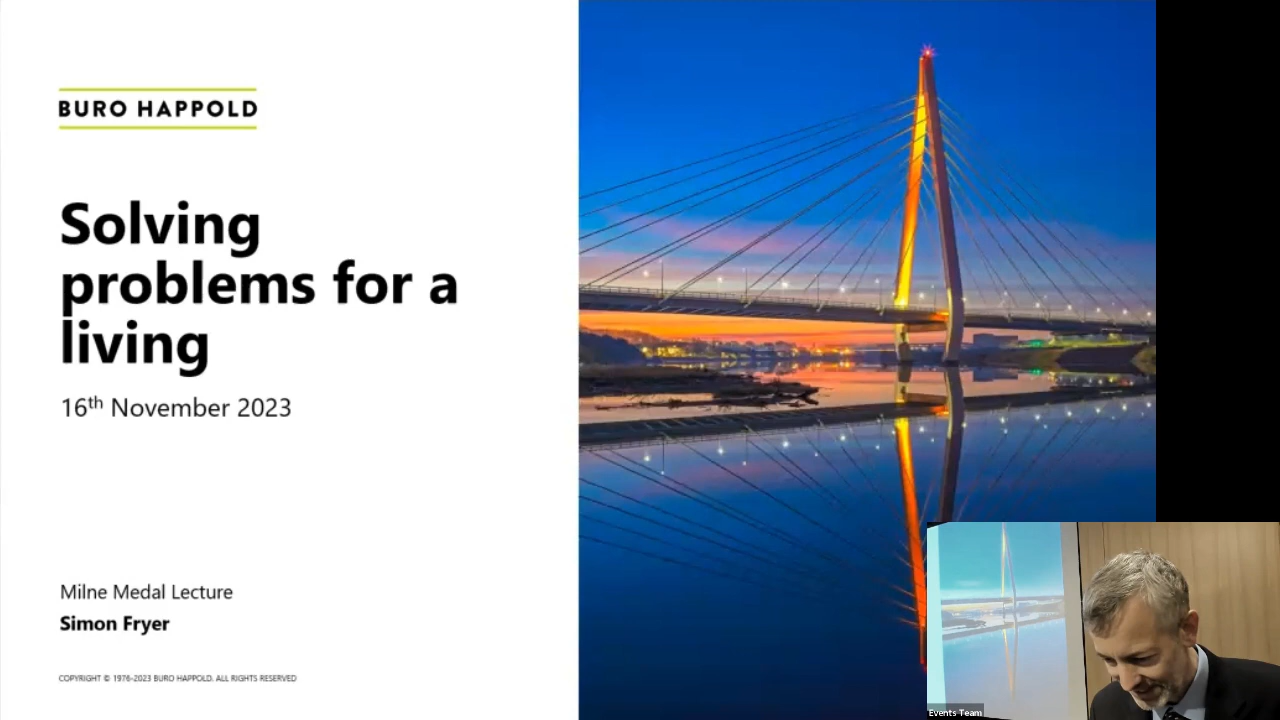 BURO HAPPOLD
Solving
problems for a
living
16th November 2023
Milne Medal Lecture
Simon Fryer
COPYRIGHT © 1976-2023 BURO HAPPOLD. ALL RIGHTS RESERVED
Events Team